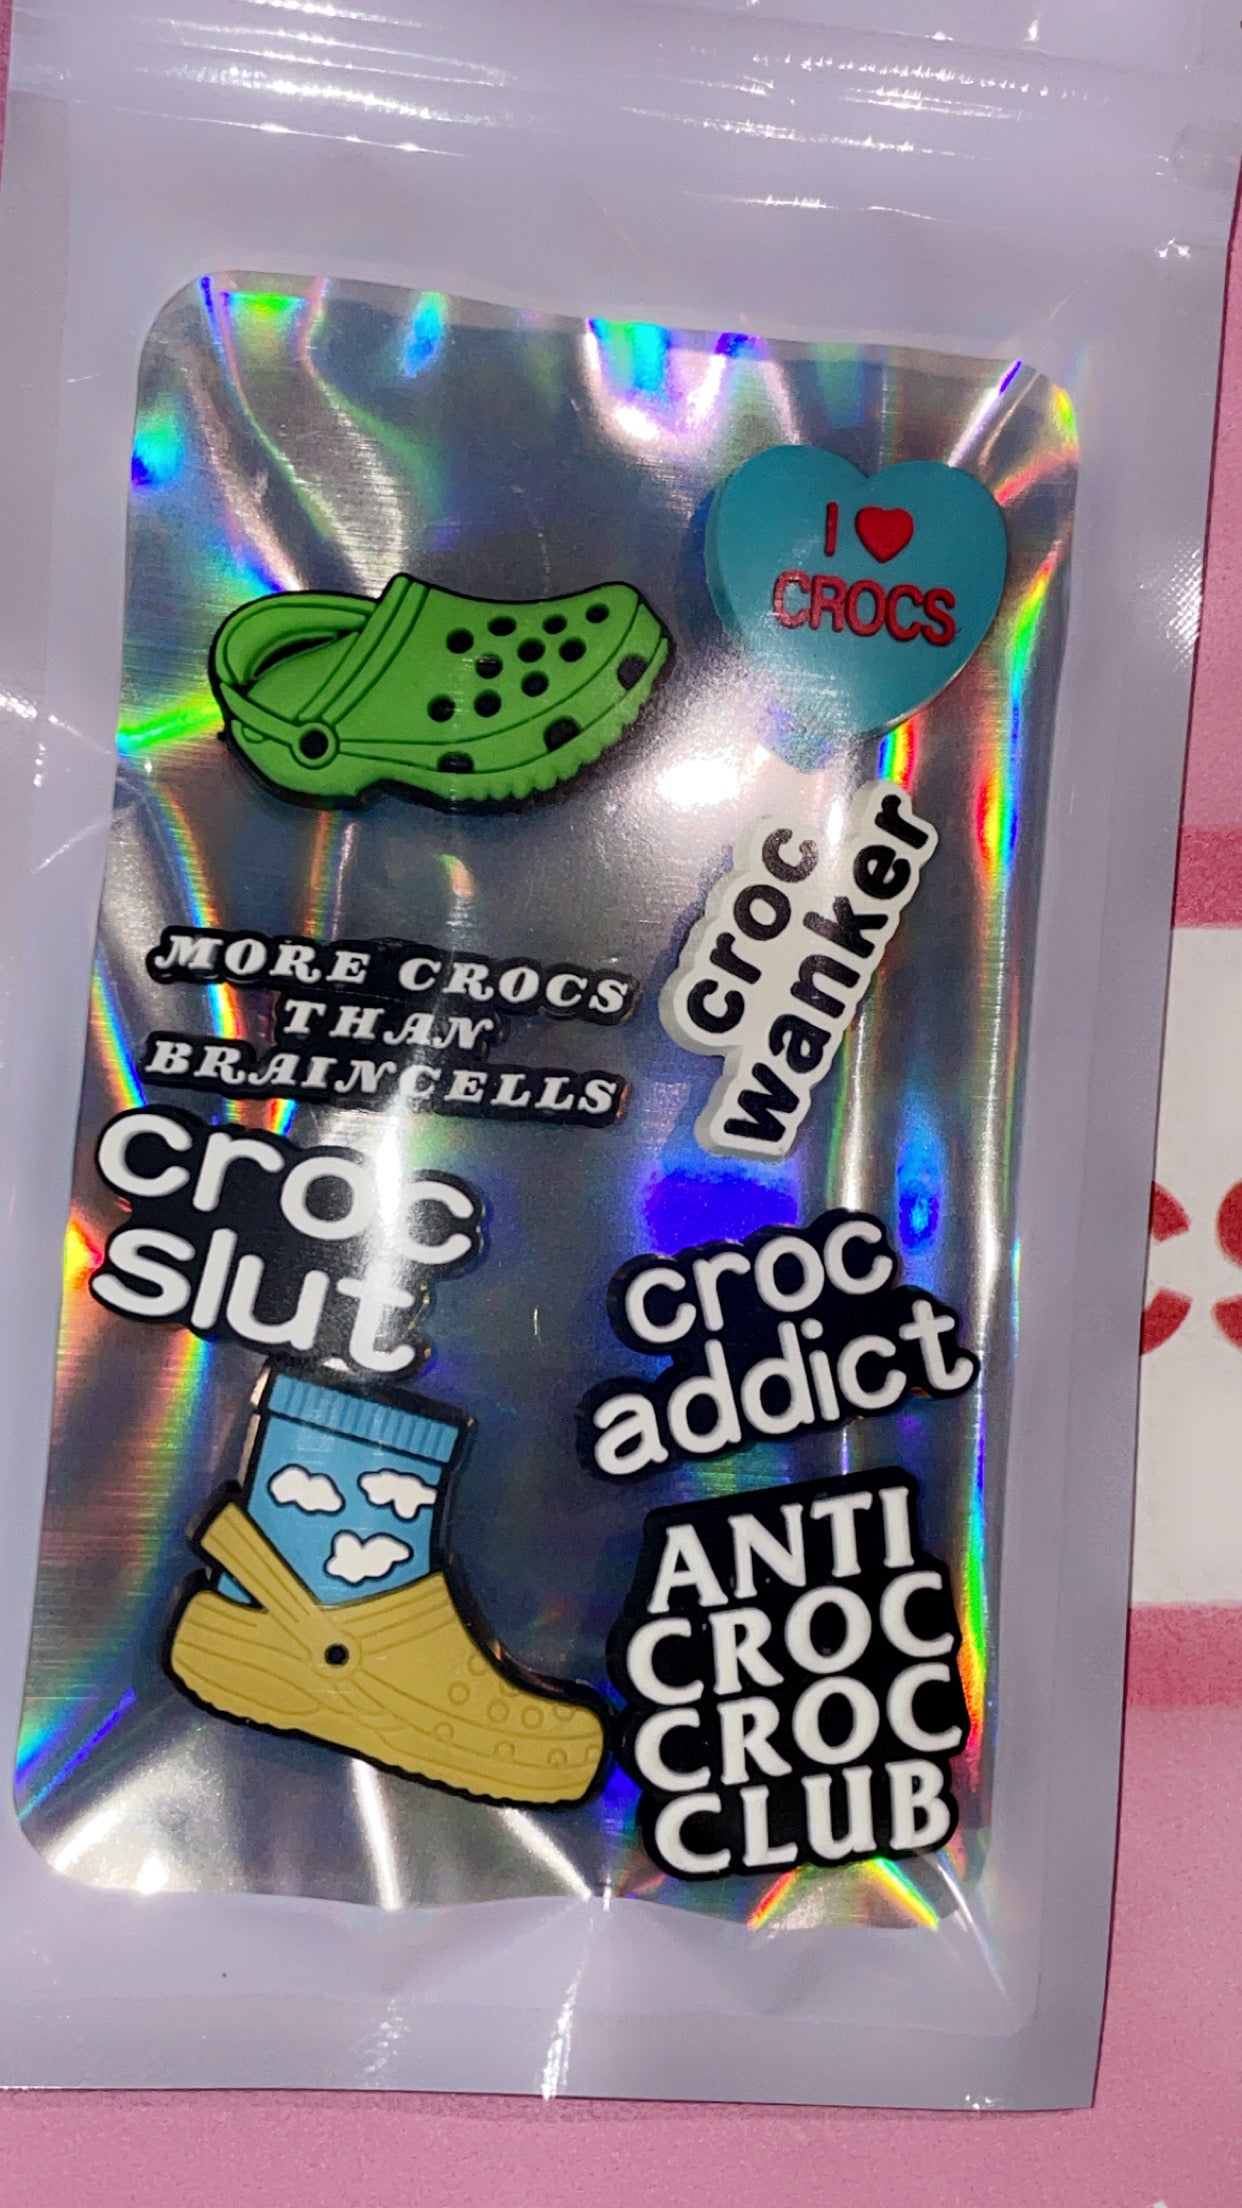 I ♥
CROCS
croc
wanker
MORE CROCS
THAN
BRAINCELLS
croc
slut
croc
addict
ANTI
CROC
CROC
CLUB